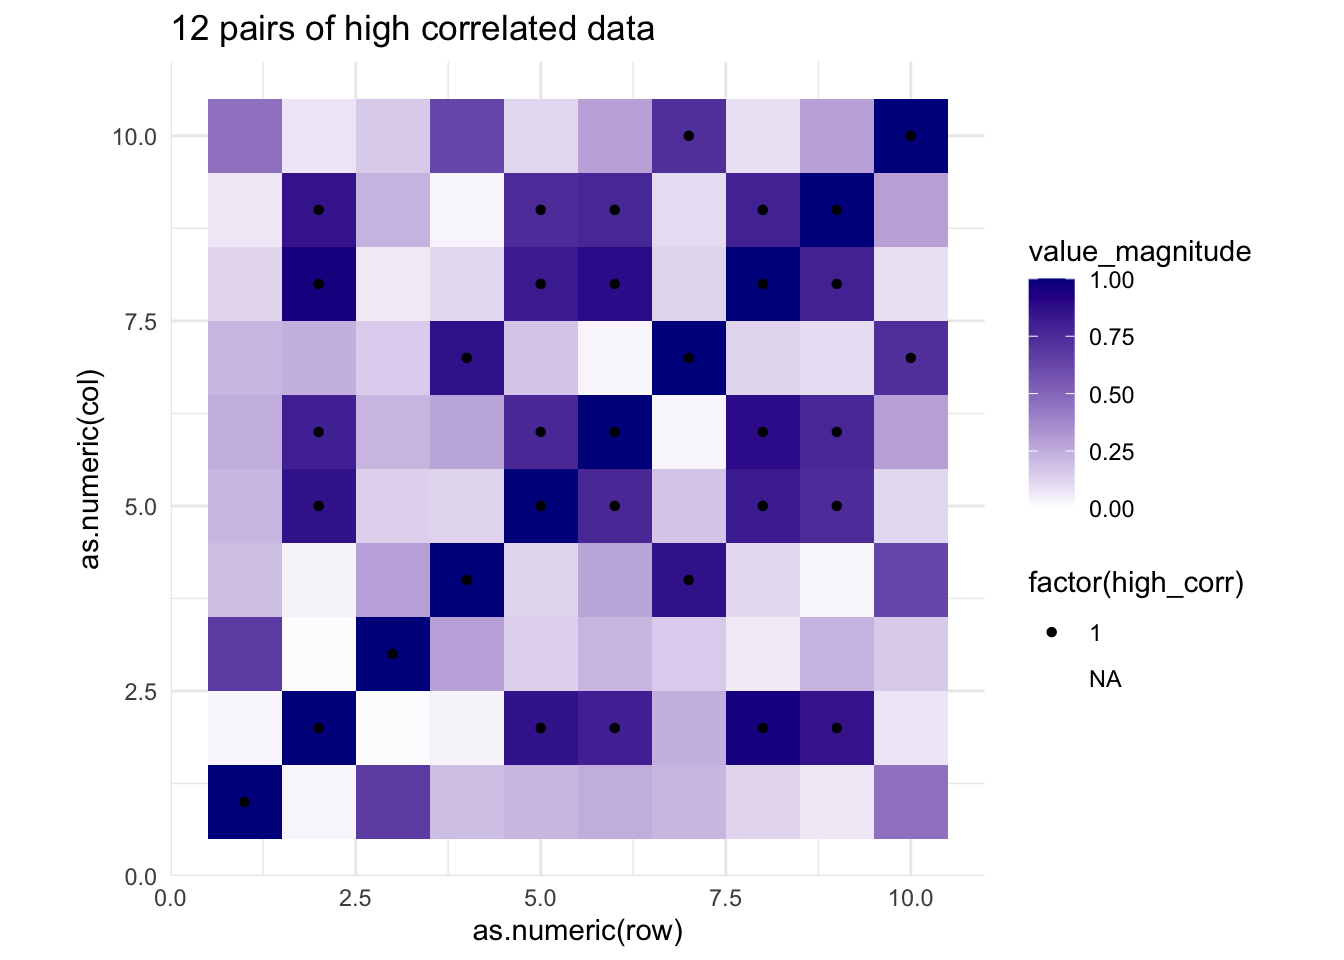 12 pairs of high correlated data
10.0
7.5
5.0
2.5
0.0
as.numeric(col)
0.0
2.5
5.0
7.5
10.0
as.numeric(row)
value_magnitude
1.00
0.75
0.50
0.25
0.00
factor(high_corr)
1
NA